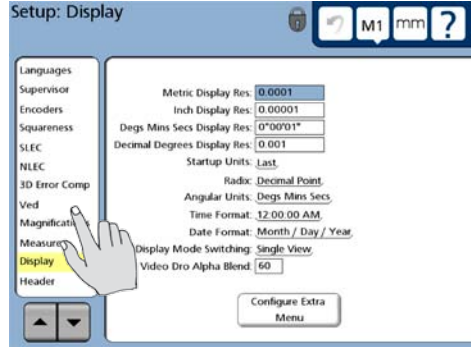 Setup: Display
M1 mm ?
Languages
Supervisor
Encoders
Squareness
SLEC
NLEC
3D Error Comp
Ved
Magnifications
Measure
Display
Header
Metric Display Res: 0.0001
Inch Display Res: 0.00001
Degs Mins Secs Display Res: 0°00'01"
Decimal Degrees Display Res: 0.001
Startup Units: Last
Radix: Decimal Point
Angular Units: Degs Mins Secs
Time Format: 12:00:00 AM
Date Format: Month / Day / Year
Display Mode Switching: Single View
Video Dro Alpha Blend: 60
Configure Extra
Menu